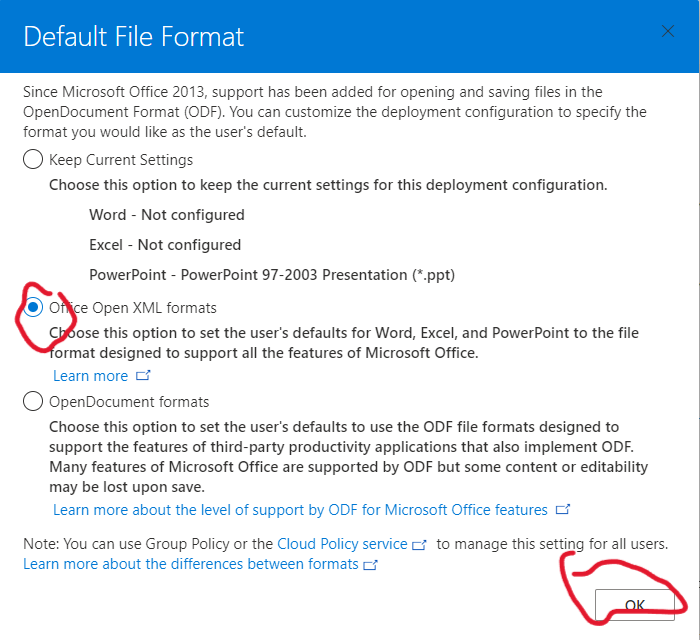 Default File Format
Since Microsoft Office 2013, support has been added for opening and saving files in the
OpenDocument Format (ODF). You can customize the deployment configuration to specify the
format you would like as the user's default.
Keep Current Settings
Choose this option to keep the current settings for this deployment configuration.
Word - Not configured
Excel - Not configured
PowerPoint - PowerPoint 97-2003 Presentation (*.ppt)
Office Open XML formats
Choose this option to set the user's defaults for Word, Excel, and PowerPoint to the file
format designed to support all the features of Microsoft Office.
Learn more
OpenDocument formats
Choose this option to set the user's defaults to use the ODF file formats designed to
support the features of third-party productivity applications that also implement ODF.
Many features of Microsoft Office are supported by ODF but some content or editability
may be lost upon save.
Learn more about the level of support by ODF for Microsoft Office features
Note: You can use Group Policy or the Cloud Policy service to manage this setting for all users.
Learn more about the differences between formats
OK